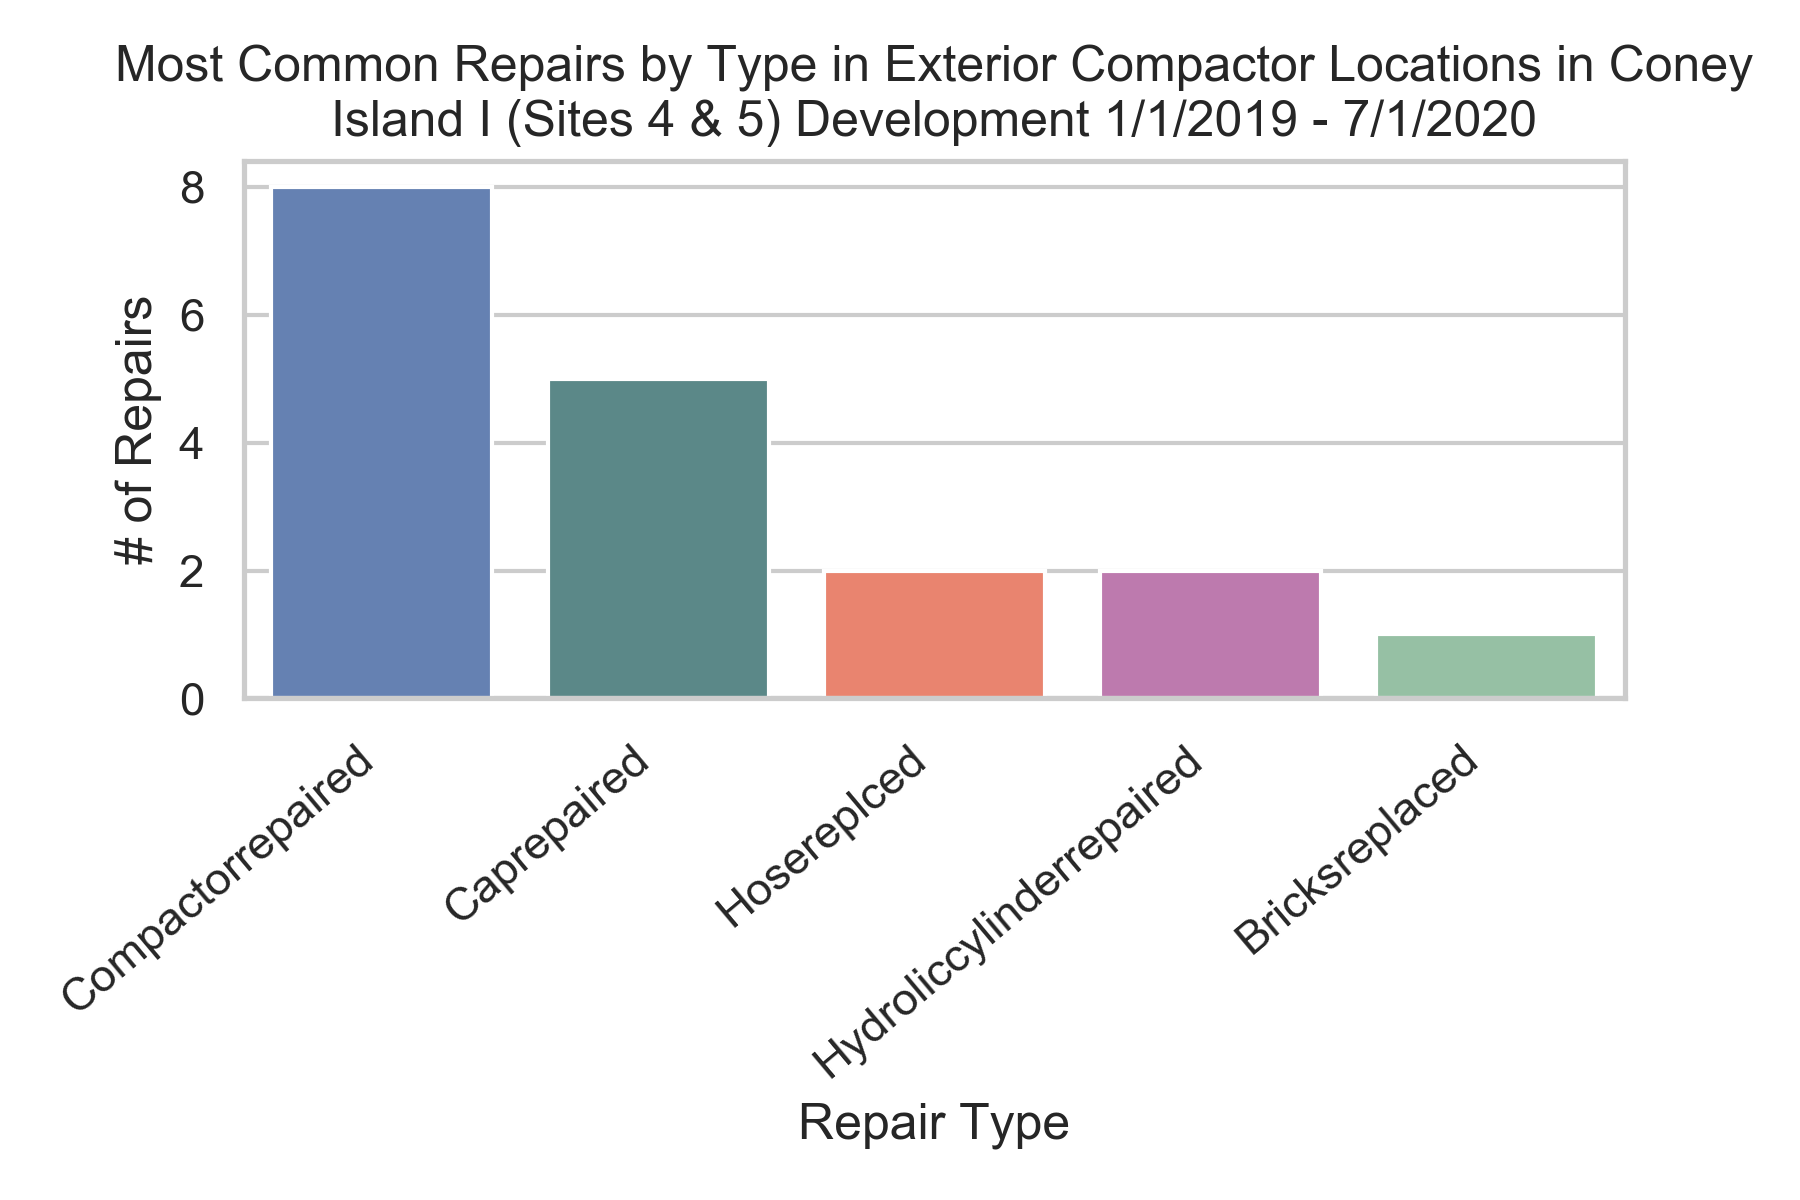 Most Common Repairs by Type in Exterior Compactor Locations in Coney
Island I (Sites 4 & 5) Development 1/1/2019 - 7/1/2020
# of Repairs
8
6
4
2
0
Compactorrepaired
Caprepaired
Hosereplced
Hydroliccylinderrepaired
Bricksreplaced
Repair Type